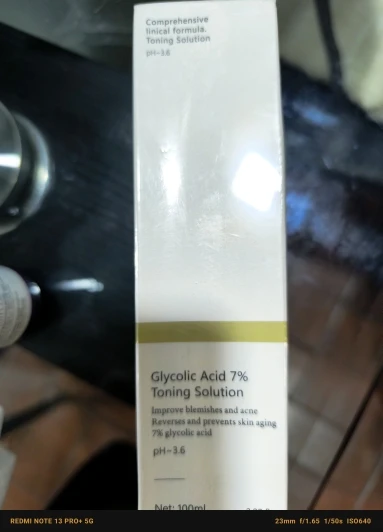 Comprehensive
linical formula.
Toning Solution
pH~3.6
Glycolic Acid 7%
Toning Solution
Improve blemishes and acne
Reverses and prevents skin aging
7% glycolic acid
pH~3.6
Net: 100ml
REDMI NOTE 13 PRO+ 5G
23mm f/1.65 1/50s ISO640